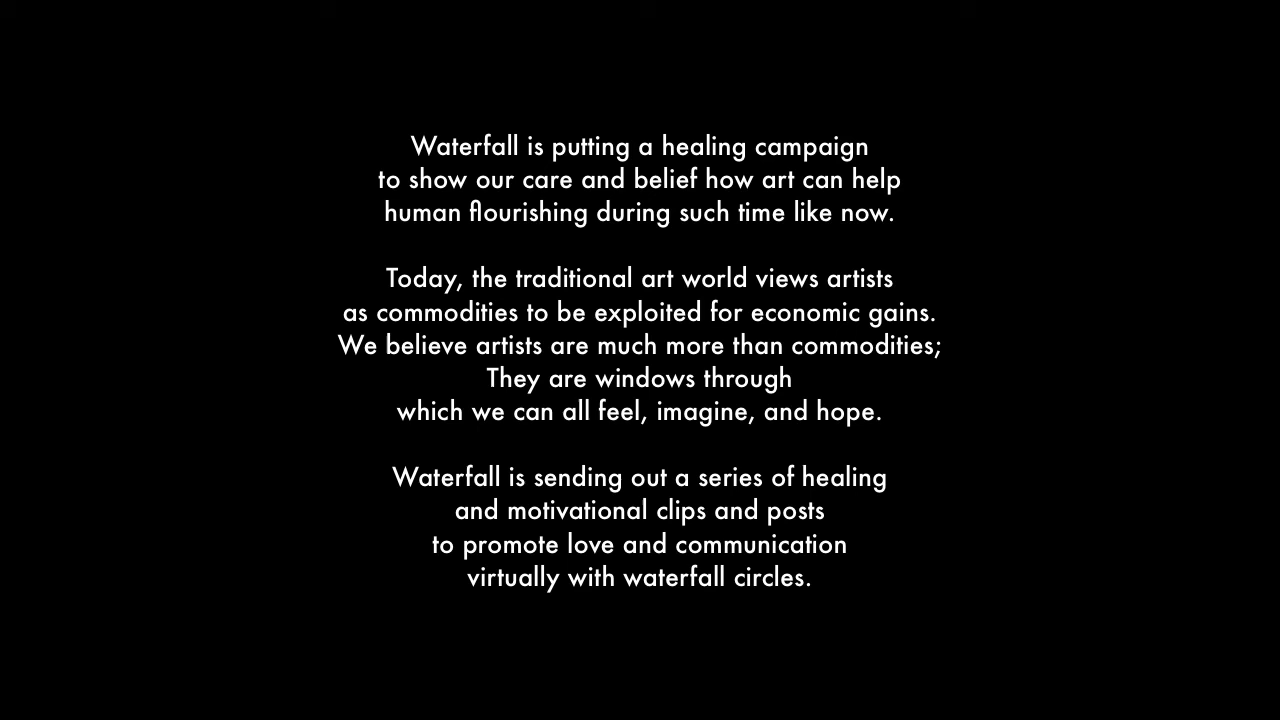 Waterfall is putting a healing campaign
to show our care and belief how art can help
human flourishing during such time like now.
Today, the traditional art world views artists
as commodities to be exploited for economic gains.
We believe artists are much more than commodities;
They are windows through
which we can all feel, imagine, and hope.
Waterfall is sending out a series of healing
and motivational clips and posts
to promote love and communication
virtually with waterfall circles.